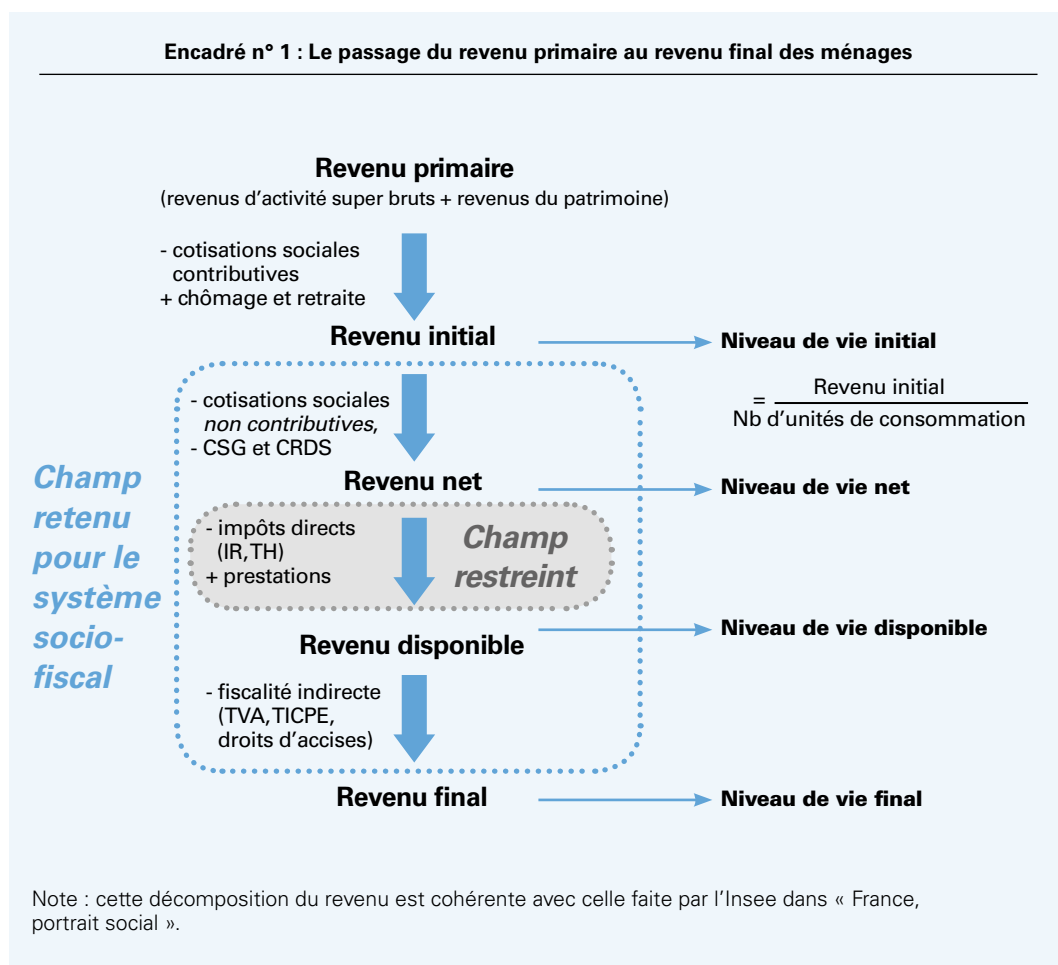 Encadré n° 1 : Le passage du revenu primaire au revenu final des ménages
Revenu primaire
(revenus d'activité super bruts + revenus du patrimoine)
- cotisations sociales
contributives
+ chômage et retraite
Revenu initial
Niveau de vie initial
= Revenu initial
Nb d'unités de consommation
- cotisations sociales
non contributives,
- CSG et CRDS
Revenu net
Niveau de vie net
Champ
retenu
pour le
système
socio-
fiscal
- impôts directs
(IR, TH)
+ prestations
Champ
restreint
Revenu disponible
Niveau de vie disponible
- fiscalité indirecte
(TVA, TICPE,
droits d'accises)
Revenu final
Niveau de vie final
Note : cette décomposition du revenu est cohérente avec celle faite par l'Insee dans « France,
portrait social ».